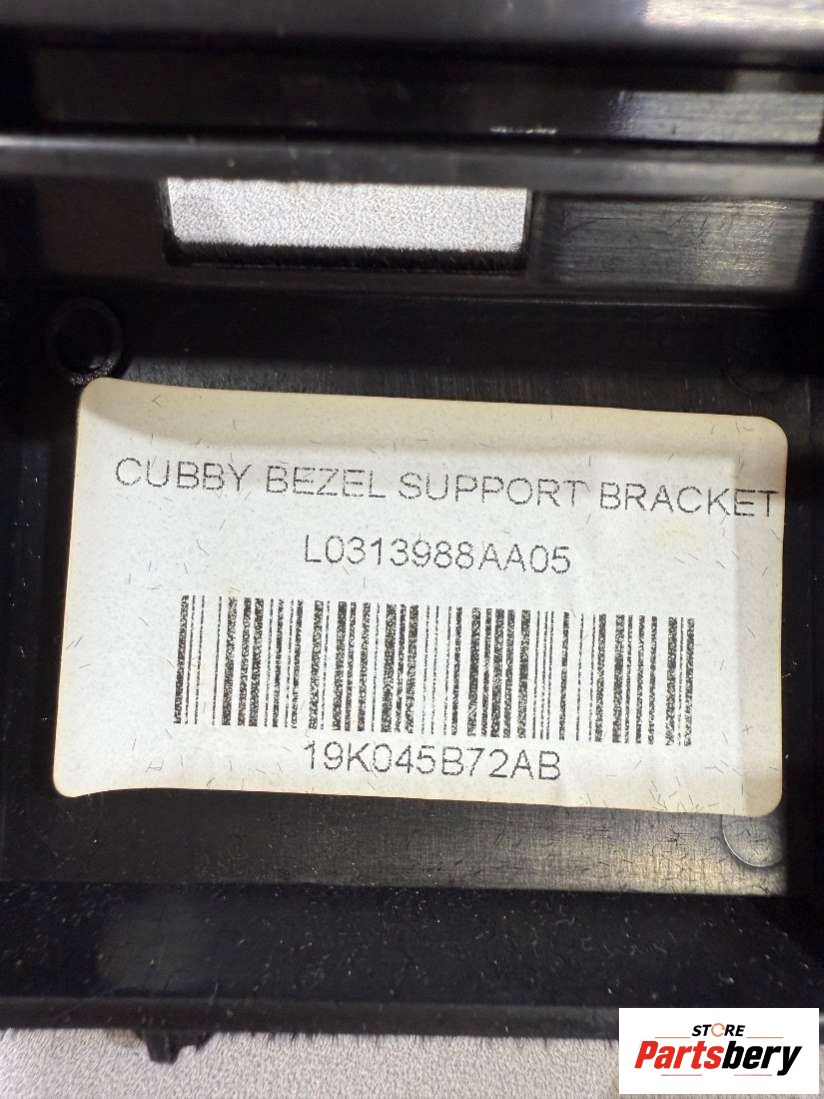 CUBBY BEZEL SUPPORT BRACKET
L0313988AA05
19K045B72AB
STORE
Partsbery